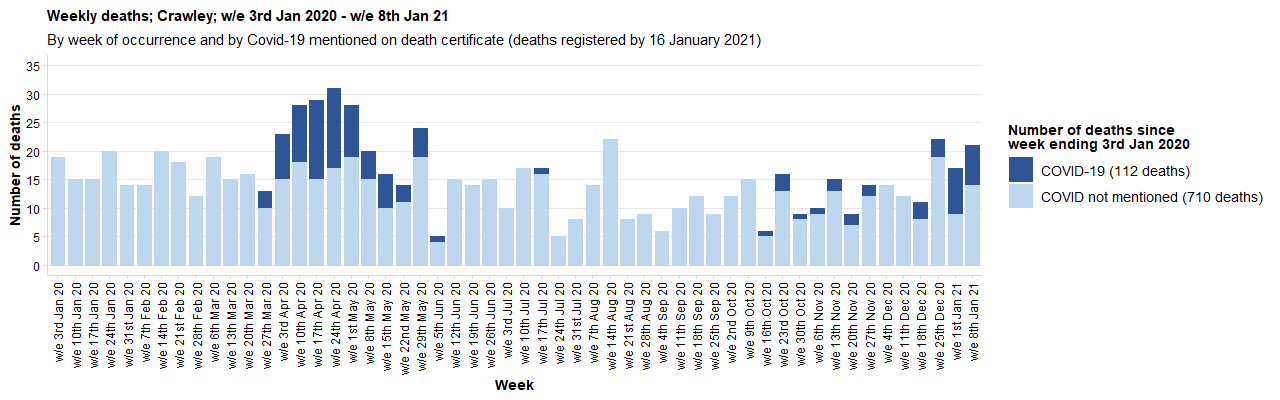 Weekly deaths; Crawley; w/e 3rd Jan 2020 - w/e 8th Jan 21
By week of occurrence and by Covid-19 mentioned on death certificate (deaths registered by 16 January 2021)
Number of deaths
35
30
25
20
15
10
5
0
w/e 3rd Jan 20
w/e 10th Jan 20
w/e 17th Jan 20
w/e 24th Jan 20
w/e 31st Jan 20
w/e 7th Feb 20
w/e 14th Feb 20
w/e 21st Feb 20
w/e 28th Feb 20
w/e 6th Mar 20
w/e 13th Mar 20
w/e 20th Mar 20
w/e 27th Mar 20
w/e 3rd Apr 20
w/e 10th Apr 20
w/e 17th Apr 20
w/e 24th Apr 20
w/e 1st May 20
w/e 8th May 20
w/e 15th May 20
w/e 22nd May 20
w/e 29th May 20
w/e 5th Jun 20
w/e 12th Jun 20
w/e 19th Jun 20
w/e 26th Jun 20
w/e 3rd Jul 20
w/e 10th Jul 20
w/e 17th Jul 20
w/e 24th Jul 20
w/e 31st Jul 20
w/e 7th Aug 20
w/e 14th Aug 20
w/e 21st Aug 20
w/e 28th Aug 20
w/e 4th Sep 20
w/e 11th Sep 20
w/e 18th Sep 20
w/e 25th Sep 20
w/e 2nd Oct 20
w/e 9th Oct 20
w/e 16th Oct 20
w/e 23rd Oct 20
w/e 30th Oct 20
w/e 6th Nov 20
w/e 13th Nov 20
w/e 20th Nov 20
w/e 27th Nov 20
w/e 4th Dec 20
w/e 11th Dec 20
w/e 18th Dec 20
w/e 25th Dec 20
w/e 1st Jan 21
w/e 8th Jan 21
Week
Number of deaths since
week ending 3rd Jan 2020
COVID-19 (112 deaths)
COVID not mentioned (710 deaths)